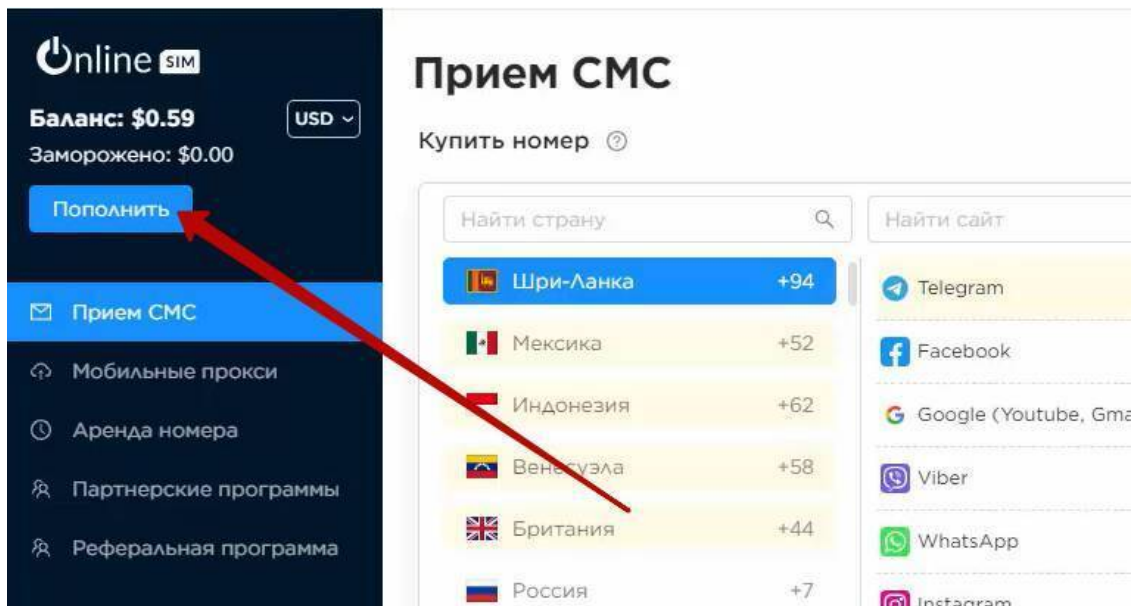 Online SIM
Баланс: $0.59
USD
Заморожено: $0.00
Пополнить
Прием СМС
Мобильные прокси
Аренда номера
Партнерские программы
Реферальная программа
Прием СМС
Купить номер ?
Найти страну
Шри-Ланка +94
Мексика +52
Индонезия +62
Венесуэла +58
Британия +44
Россия +7
Найти сайт
Telegram
Facebook
Google (Youtube, Gma
Viber
WhatsApp
Instagram